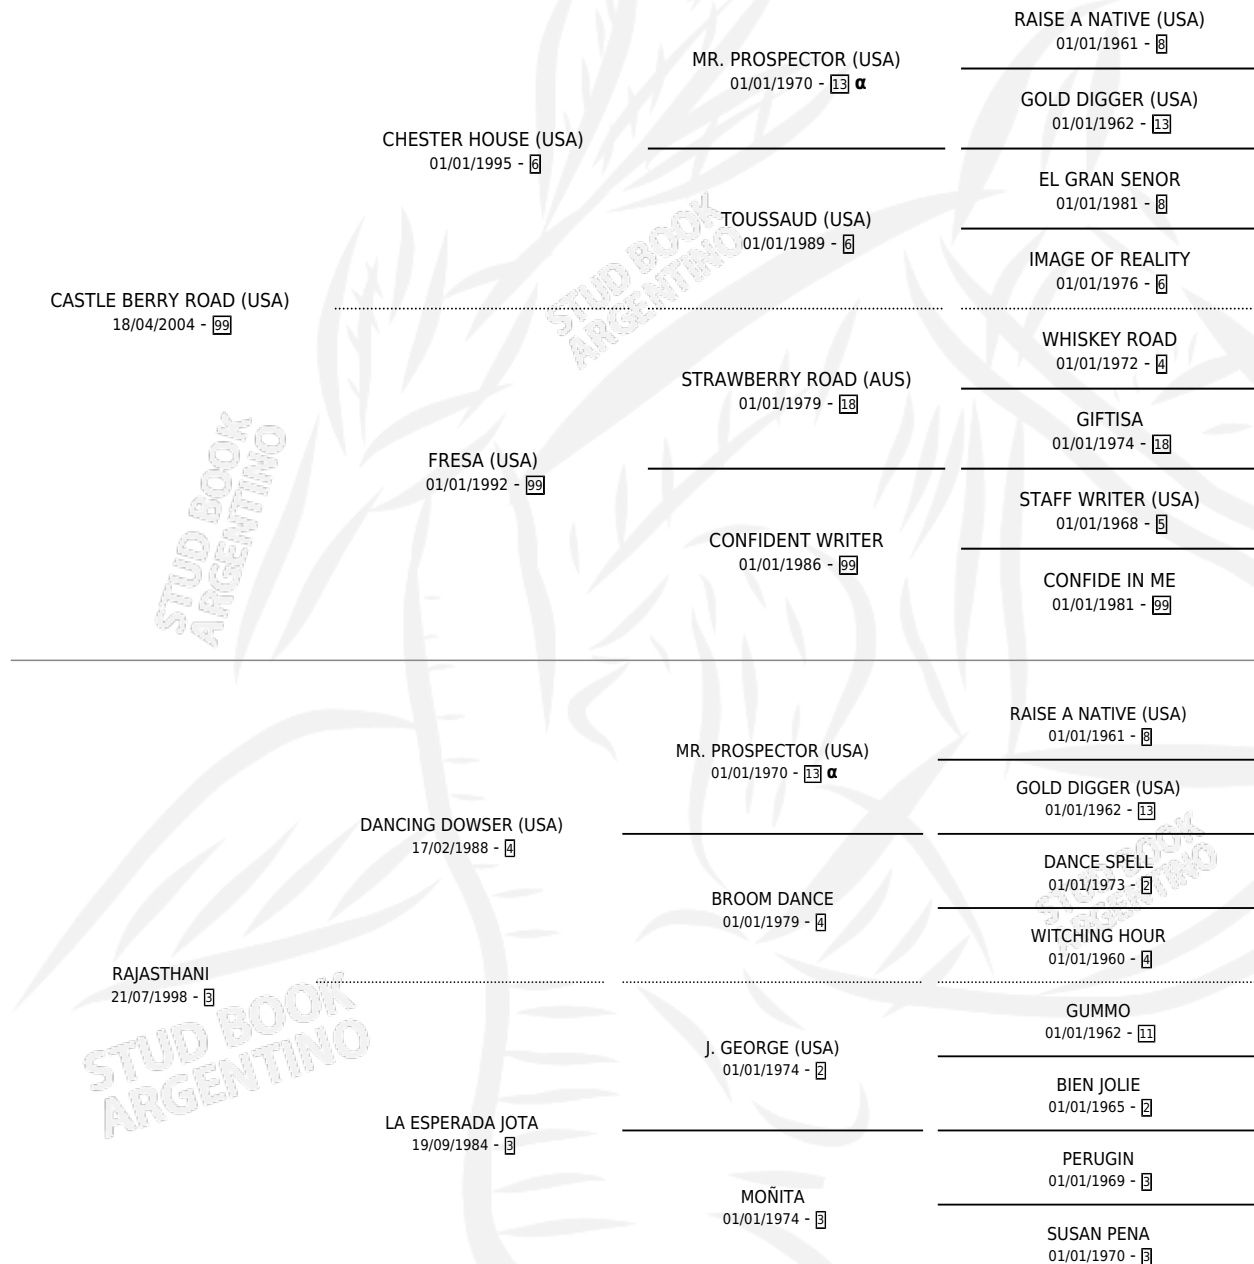 RAISE A NATIVE (USA)
01/01/1961 - 8
MR. PROSPECTOR (USA)
01/01/1970 - 13 α
GOLD DIGGER (USA)
01/01/1962 - 13
CHESTER HOUSE (USA)
01/01/1995 - 6
EL GRAN SENOR
01/01/1981 - 8
TOUSSAUD (USA)
01/01/1989 - 6
IMAGE OF REALITY
01/01/1976 - 6
CASTLE BERRY ROAD (USA)
18/04/2004 - 99
WHISKEY ROAD
01/01/1972 - 4
STRAWBERRY ROAD (AUS)
01/01/1979 - 18
GIFTISA
01/01/1974 - 18
FRESA (USA)
01/01/1992 - 99
STAFF WRITER (USA)
01/01/1968 - 5
CONFIDENT WRITER
01/01/1986 - 99
CONFIDE IN ME
01/01/1981 - 99
RAISE A NATIVE (USA)
01/01/1961 - 8
MR. PROSPECTOR (USA)
01/01/1970 - 13 α
GOLD DIGGER (USA)
01/01/1962 - 13
DANCING DOWSER (USA)
17/02/1988 - 4
DANCE SPELL
01/01/1973 - 2
BROOM DANCE
01/01/1979 - 4
WITCHING HOUR
01/01/1960 - 4
RAJASTHANI
21/07/1998 - 3
GUMMO
01/01/1962 - 11
J. GEORGE (USA)
01/01/1974 - 2
BIEN JOLIE
01/01/1965 - 2
LA ESPERADA JOTA
19/09/1984 - 3
PERUGIN
01/01/1969 - 3
MOÑITA
01/01/1974 - 3
SUSAN PENA
01/01/1970 - 3
STUD BOOK
ARGENTINO
STUD BOOK
ARGENTINO
STUD BOOK
ARGENTINO
STUD BOOK
ARGENTINO